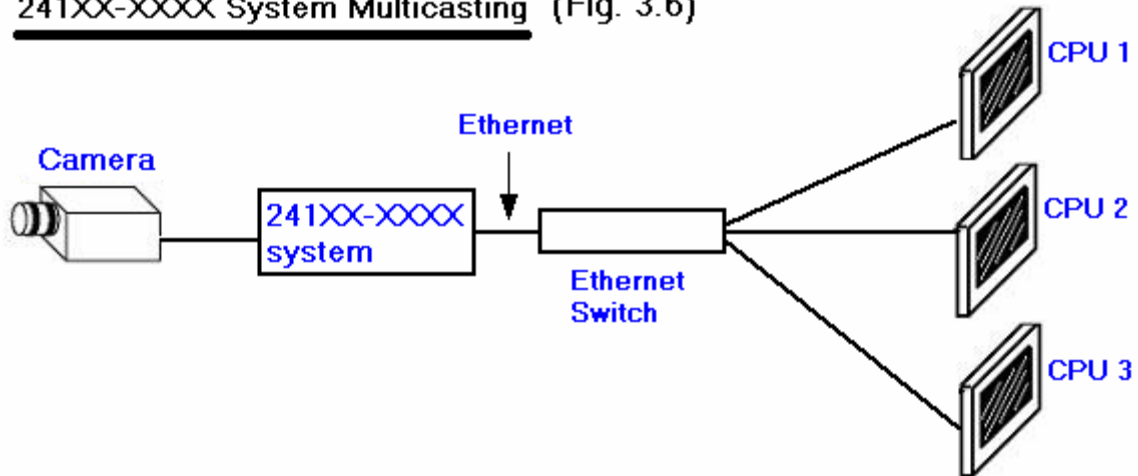 241XX-XXXX System Multicasting (Fig. 3.6)
CPU 1
Ethernet
Camera
241XX-XXXX
system
CPU 2
Ethernet
Switch
CPU 3